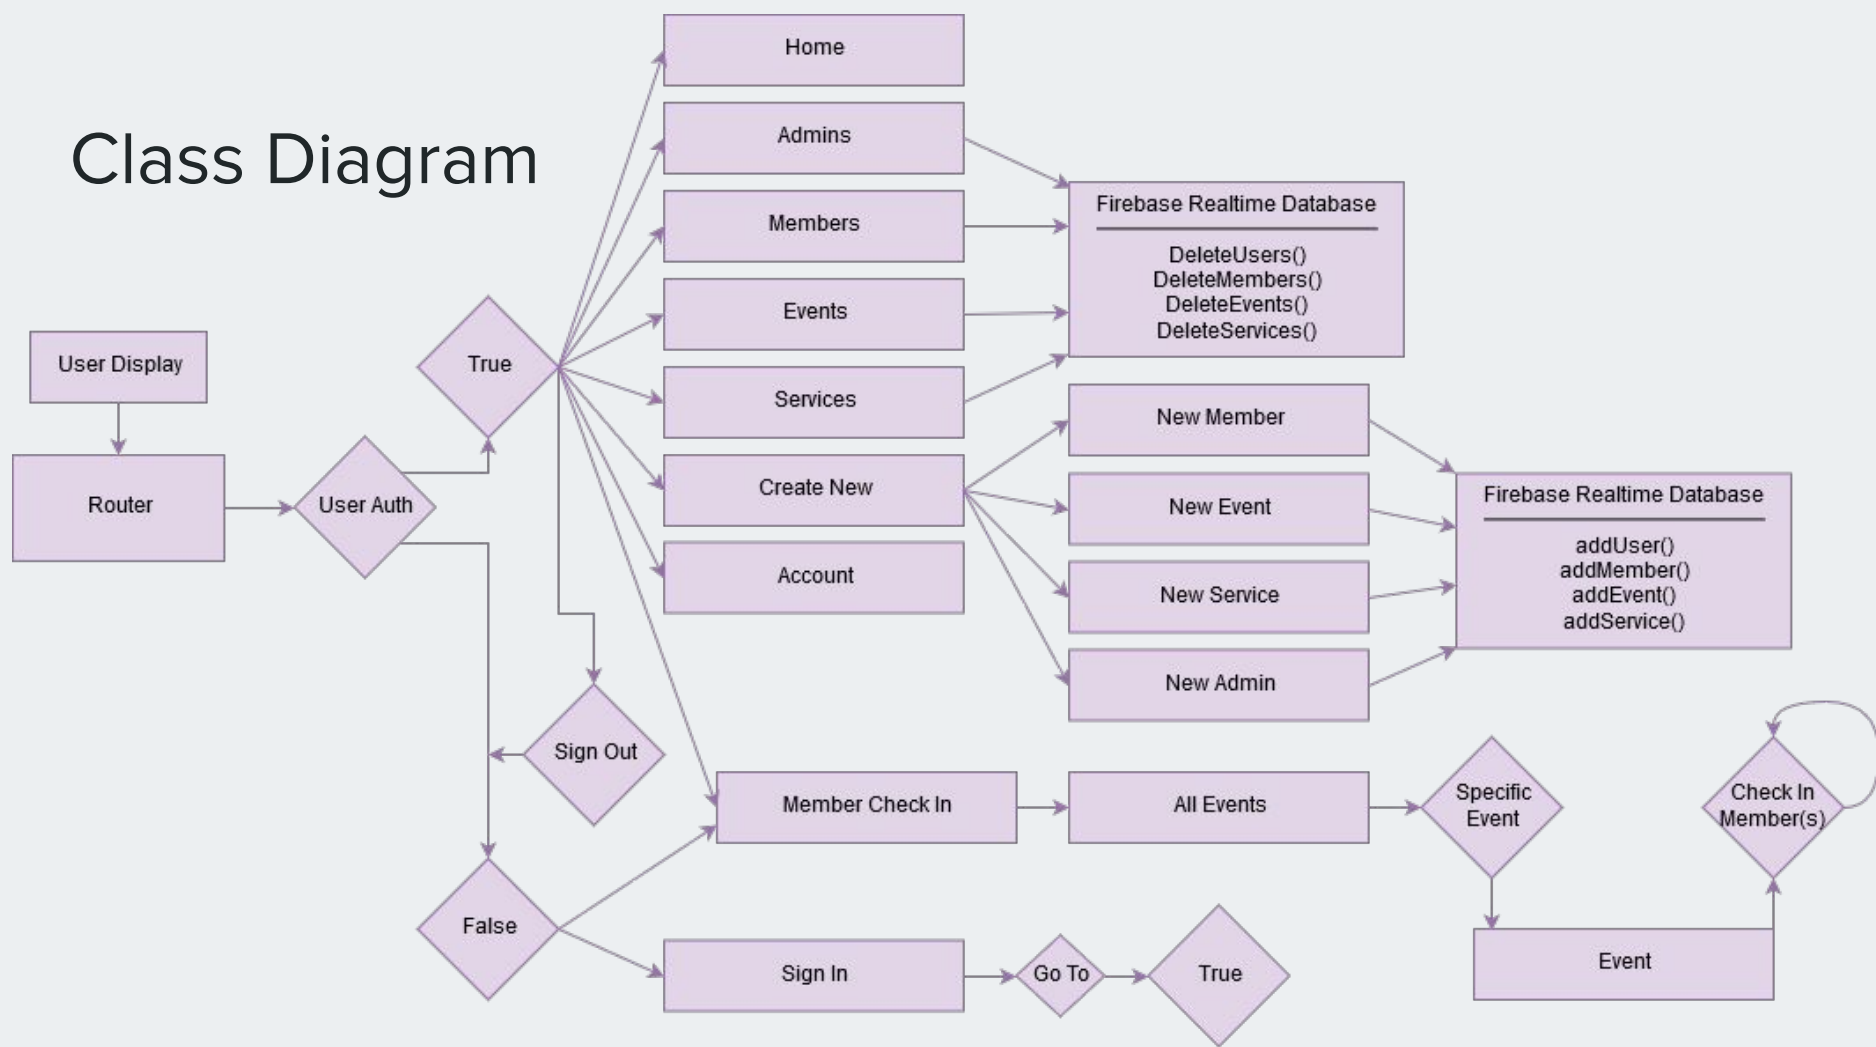 Class Diagram
Home
Admins
Members
Events
Services
Create New
Account
Firebase Realtime Database
DeleteUsers()
DeleteMembers()
DeleteEvents()
DeleteServices()
User Display
Router
User Auth
True
New Member
New Event
New Service
New Admin
Firebase Realtime Database
addUser()
addMember()
addEvent()
addService()
Sign Out
Member Check In
All Events
Specific
Event
Check In
Member(s)
False
Sign In
Go To
True
Event